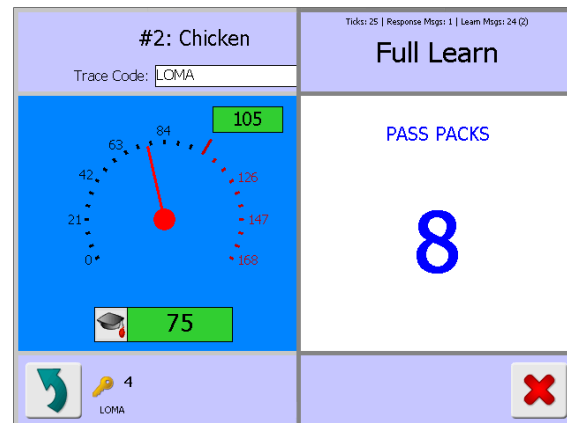 #2: Chicken
Trace Code: LOMA
Ticks: 25 | Response Msgs: 1 | Learn Msgs: 24 (2)
Full Learn
105
0
21
42
63
84
126
147
168
75
PASS PACKS
8
4
LOMA